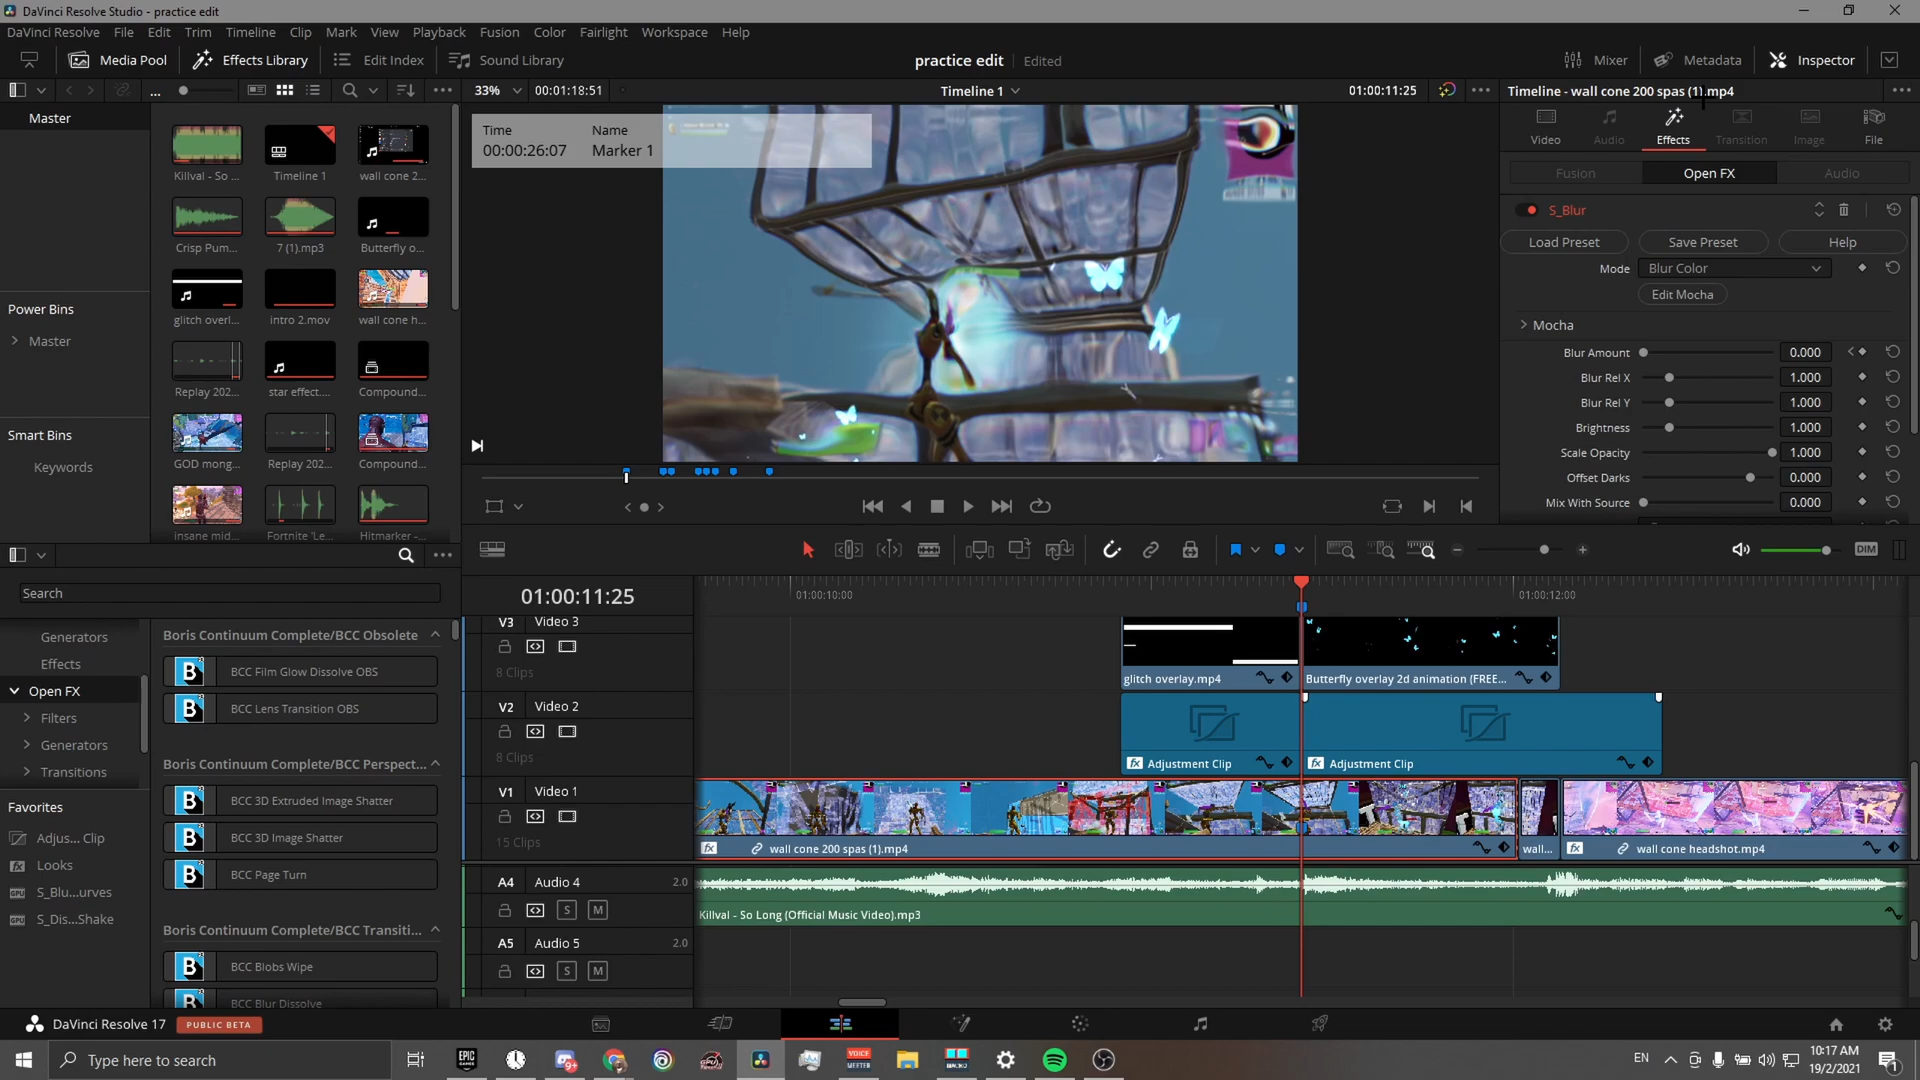 DaVinci Resolve Studio - practice edit
DaVinci Resolve File Edit Trim Timeline Clip Mark View Playback Fusion Color Fairlight Workspace Help
Media Pool Effects Library Edit Index Sound Library practice edit Edited Mixer Metadata Inspector
... 33% 00:01:18:51 Timeline 1 01:00:11:25 Timeline - wall cone 200 spas (1).mp4
Master
Killval - So ... Timeline 1 wall cone 2...
Crisp Pum... 7 (1).mp3 Butterfly o...
glitch overl... intro 2.mov wall cone h...
Replay 202... star effect.... Compound...
GOD mong... Replay 202... Compound...
insane mid... Fortnite 'Le... Hitmarker -...
Power Bins
Master
Smart Bins
Keywords
Time Name
00:00:26:07 Marker 1
Video Audio Effects Transition Image File
Fusion Open FX Audio
S_Blur
Load Preset Save Preset Help
Mode Blur Color
Edit Mocha
Mocha
Blur Amount 0.000
Blur Rel X 1.000
Blur Rel Y 1.000
Brightness 1.000
Scale Opacity 1.000
Offset Darks 0.000
Mix With Source 0.000
DIM
Search
Generators
Effects
Open FX
Filters
Generators
Transitions
Favorites
Adjus... Clip
Looks
S_Blu...urves
S_Dis...Shake
Boris Continuum Complete/BCC Obsolete
BCC Film Glow Dissolve OBS
BCC Lens Transition OBS
Boris Continuum Complete/BCC Perspect...
BCC 3D Extruded Image Shatter
BCC 3D Image Shatter
BCC Page Turn
Boris Continuum Complete/BCC Transiti...
BCC Blobs Wipe
BCC Blur Dissolve
01:00:11:25 01:00:10:00 01:00:12:00
V3 Video 3
8 Clips
glitch overlay.mp4 Butterfly overlay 2d animation (FREE...
V2 Video 2
8 Clips
fx Adjustment Clip fx Adjustment Clip
V1 Video 1
15 Clips
fx wall cone 200 spas (1).mp4 wall... fx wall cone headshot.mp4
A4 Audio 4 2.0
S M
Killval - So Long (Official Music Video).mp3
A5 Audio 5 2.0
S M
DaVinci Resolve 17 PUBLIC BETA
Type here to search EPIC GAMES 9+ VOICE MEETER MACRO EN 10:17 AM
19/2/2021 1